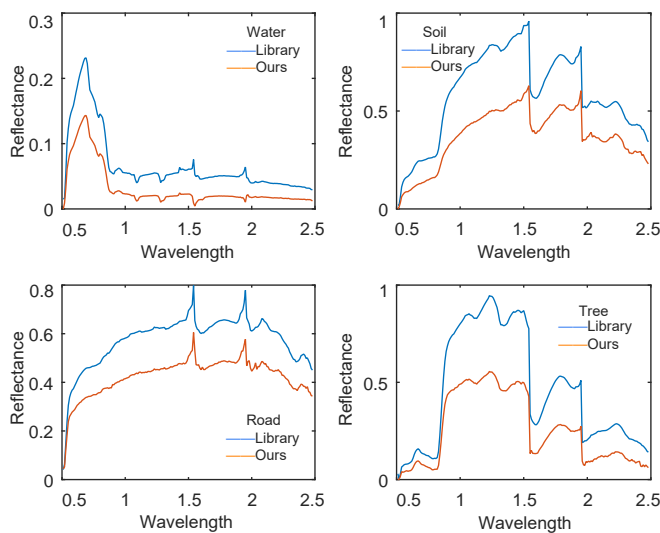 0.3
0.2
0.1
0
Reflectance
Water
Library
Ours
0.5 1 1.5 2 2.5
Wavelength
1
0.5
0
Reflectance
Soil
Library
Ours
0.5 1 1.5 2 2.5
Wavelength
0.8
0.6
0.4
0.2
0
Reflectance
Road
Library
Ours
0.5 1 1.5 2 2.5
Wavelength
1
0.5
0
Reflectance
Tree
Library
Ours
0.5 1 1.5 2 2.5
Wavelength